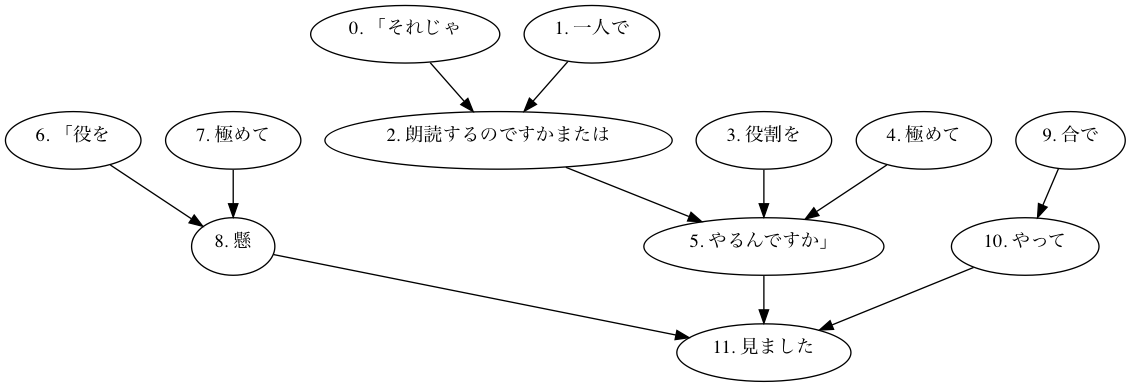 0. 「それじゃ
1. 一人で
6. 「役を
7. 極めて
2. 朗読するのですかまたは
3. 役割を
4. 極めて
9. 合で
8. 懸
5. やるんですか」
10. やって
11. 見ました